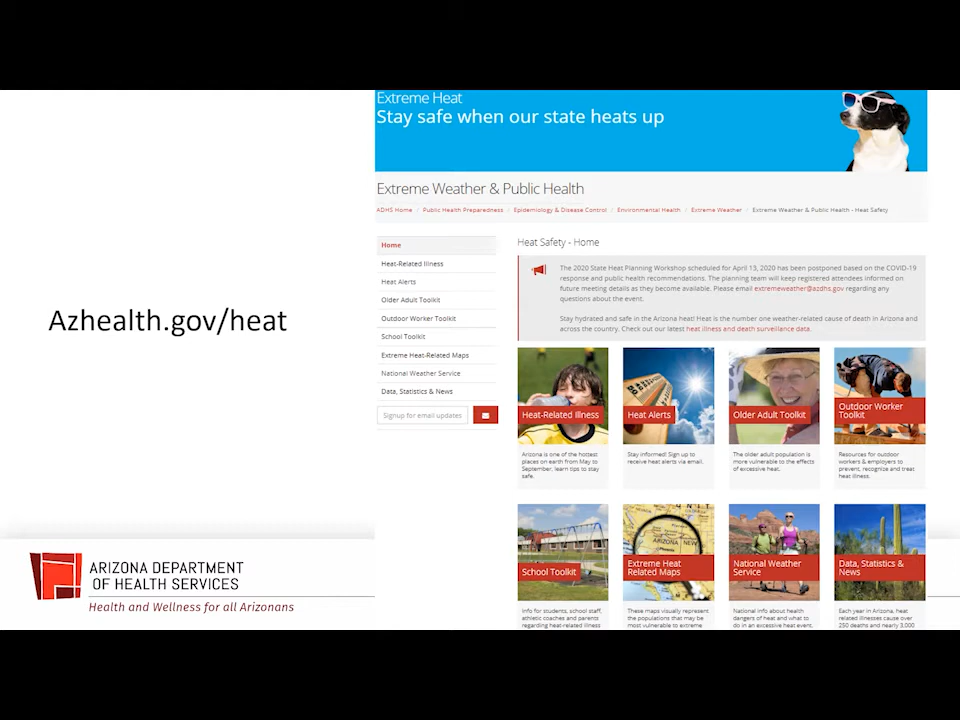 Extreme Heat
Stay safe when our state heats up
Extreme Weather & Public Health
ADHS Home / Public Health Preparedness / Epidemiology & Disease Control / Environmental Health / Extreme Weather / Extreme Weather & Public Health - Heat Safety
Home
Heat-Related Illness
Heat Alerts
Older Adult Toolkit
Outdoor Worker Toolkit
School Toolkit
Extreme Heat-Related Maps
National Weather Service
Data, Statistics & News
Signup for email updates
Heat Safety - Home
The 2020 State Heat Planning Workshop scheduled for April 13, 2020 has been postponed based on the COVID-19
response and public health recommendations. The planning team will keep registered attendees informed on
future meeting details as they become available. Please email extremeweather@azdhs.gov regarding any
questions about the event.
Stay hydrated and safe in the Arizona heat! Heat is the number one weather-related cause of death in Arizona and
across the country. Check out our latest heat illness and death surveillance data.
Heat-Related Illness
Arizona is one of the hottest
places on earth from May to
September, learn tips to stay
safe.
Heat Alerts
Stay informed! Sign up to
receive heat alerts via email.
Older Adult Toolkit
The older adult population is
more vulnerable to the effects
of excessive heat.
Outdoor Worker
Toolkit
Resources for outdoor
workers & employers to
prevent, recognize and treat
heat illness.
School Toolkit
Info for students, school staff,
athletic coaches and parents
regarding heat-related illness
ARIZONA
Phoenix
NEW
Extreme Heat
Related Maps
These maps visually represent
the populations that may be
most vulnerable to extreme
National Weather
Service
National info about health
dangers of heat and what to
do in an excessive heat event,
Data, Statistics &
News
Each year in Arizona, heat
related illnesses cause over
250 deaths and nearly 3,000
Azhealth.gov/heat
ARIZONA DEPARTMENT
OF HEALTH SERVICES
Health and Wellness for all Arizonans